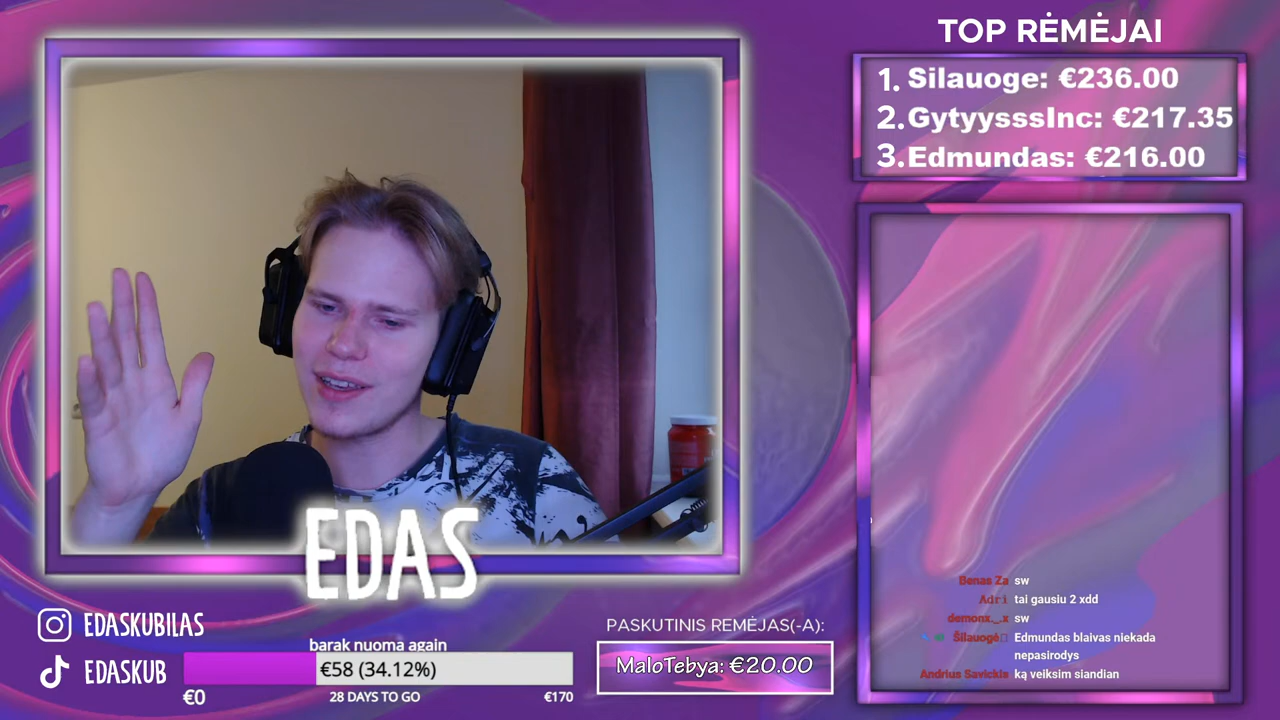 TOP RĖMĖJAI
1. Silauoge: €236.00
2. GytyysssInc: €217.35
3. Edmundas: €216.00
EDAS
Benas Za sw
Adri tai gausiu 2 xdd
demonx._.x sw
Šilauogė Edmundas blaivas niekada
nepasirodys
Andrius Savickis ką veiksim siandian
EDASKUBILAS
EDASKUB
barak nuoma again
€58 (34.12%)
€0
28 DAYS TO GO
€170
PASKUTINIS REMĖJAS(-A):
MaloTebya: €20.00